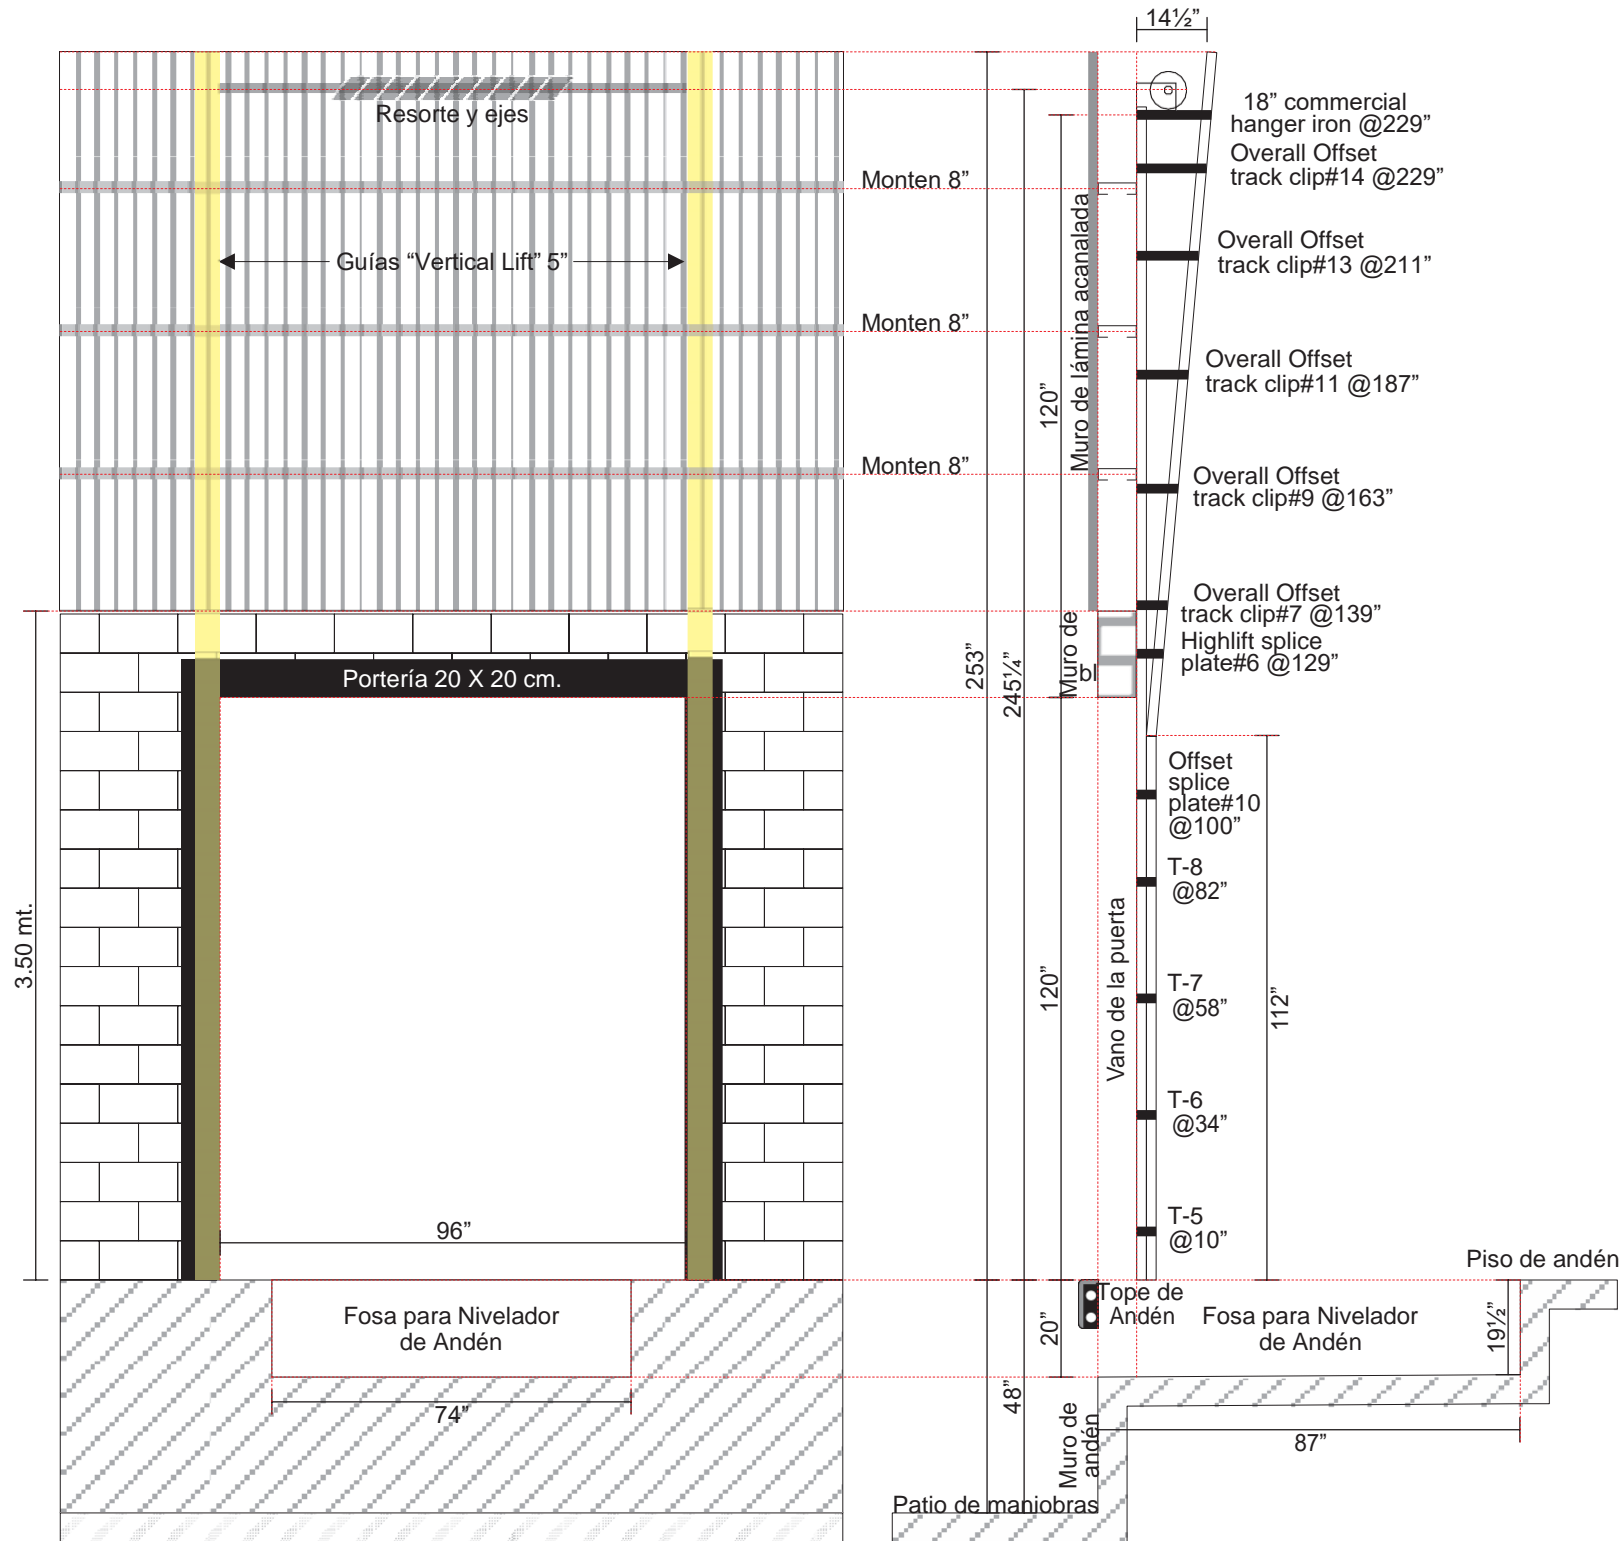 14½”
Resorte y ejes
18” commercial
hanger iron @229”
Overall Offset
track clip#14 @229”
Monten 8”
Muro de lámina acanalada
Overall Offset
track clip#13 @211”
Guías “Vertical Lift” 5”
Monten 8”
Overall Offset
track clip#11 @187”
120”
Monten 8”
Overall Offset
track clip#9 @163”
Overall Offset
track clip#7 @139”
Highlift splice
plate#6 @129”
Muro de
bl
253”
245¼”
Portería 20 X 20 cm.
Offset
splice
plate#10
@100”
T-8
@82”
3.50 mt.
Vano de la puerta
120”
T-7
@58”
112”
T-6
@34”
T-5
@10”
96”
Piso de andén
Tope de
Andén
Fosa para Nivelador
de Andén
Fosa para Nivelador
de Andén
20”
19½”
48”
74”
Muro de
andén
87”
Patio de maniobras